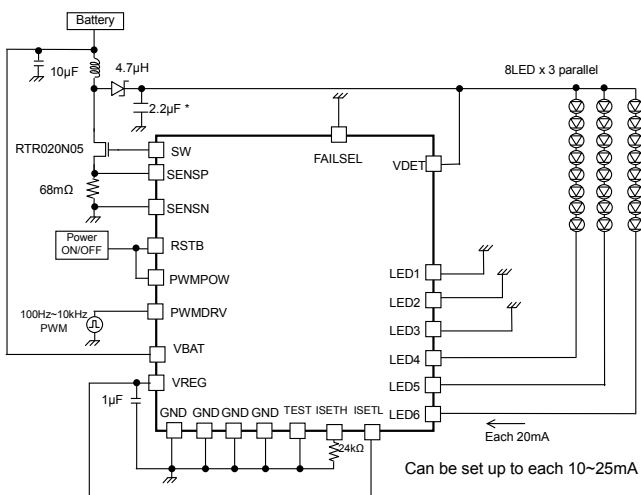 Battery
10µF
4.7µH
8LED x 3 parallel
2.2µF *
RTR020N05
SW
FAILSEL
VDET
SENSP
68mΩ
SENSN
Power
ON/OFF
RSTB
PWMPOW
LED1
LED2
100Hz~10kHz
PWM
PWMDRV
LED3
VBAT
LED4
VREG
LED5
1µF
GND GND GND GND TEST ISETH ISETL
LED6
24kΩ
Each 20mA
Can be set up to each 10~25mA